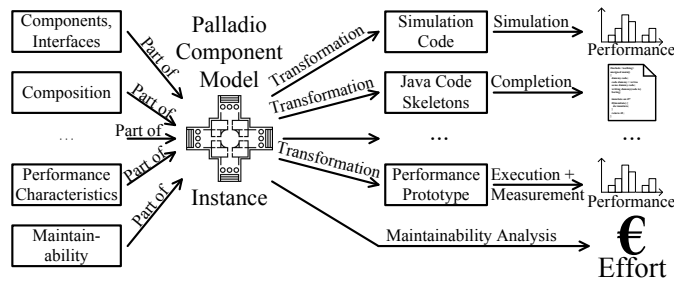 Components,
Interfaces
Composition
...
Performance
Characteristics
Maintain-
ability
Part of
Part of
Part of
Part of
Part of
Palladio
Component
Model
Instance
Transformation
Transformation
Transformation
Simulation
Code
Java Code
Skeletons
...
Performance
Prototype
Simulation
Completion
Execution +
Measurement
Maintainability Analysis
Performance
...
Performance
€
Effort